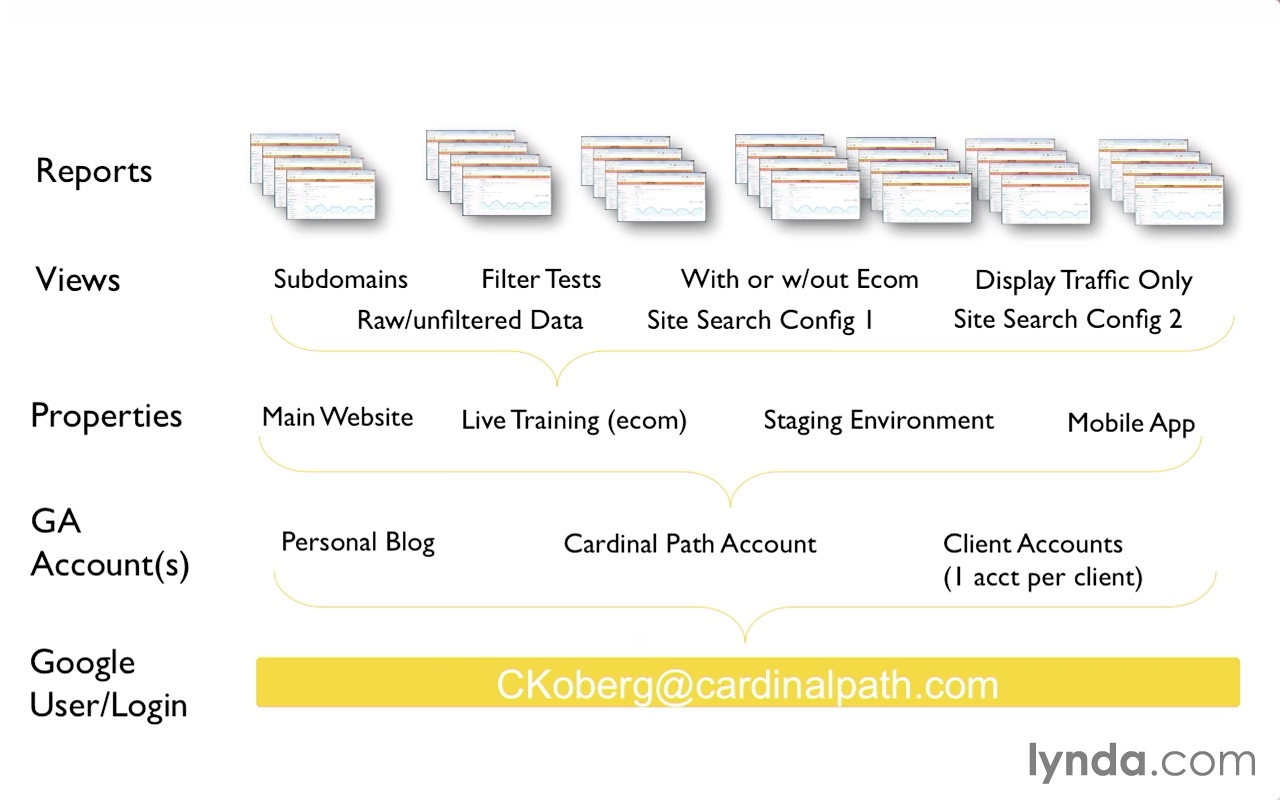 Reports
Views
Subdomains Filter Tests With or w/out Ecom Display Traffic Only
Raw/unfiltered Data Site Search Config 1 Site Search Config 2
Properties
Main Website Live Training (ecom) Staging Environment Mobile App
GA
Account(s)
Personal Blog Cardinal Path Account Client Accounts
(1 acct per client)
Google
User/Login
CKoberg@cardinalpath.com
lynda.com